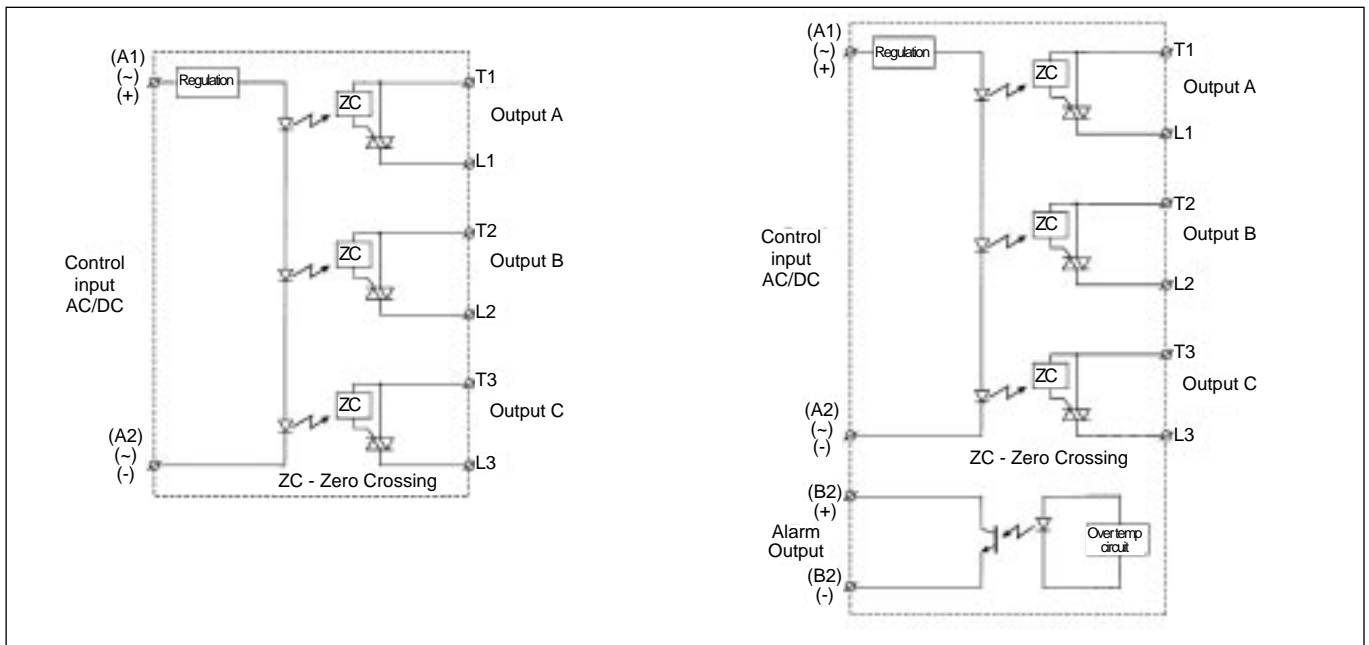 (A1)
(~)
(+)
Regulation
T1
ZC
Output A
L1
T2
ZC
Output B
L2
Control
input
AC/DC
T3
ZC
Output C
(A2)
(~)
(-)
L3
ZC - Zero Crossing
(A1)
(~)
(+)
Regulation
T1
ZC
Output A
L1
T2
ZC
Output B
L2
Control
input
AC/DC
T3
ZC
Output C
(A2)
(~)
(-)
L3
ZC - Zero Crossing
(B2)
(+)
Alarm
Output
Over temp
circuit
(B2)
(-)